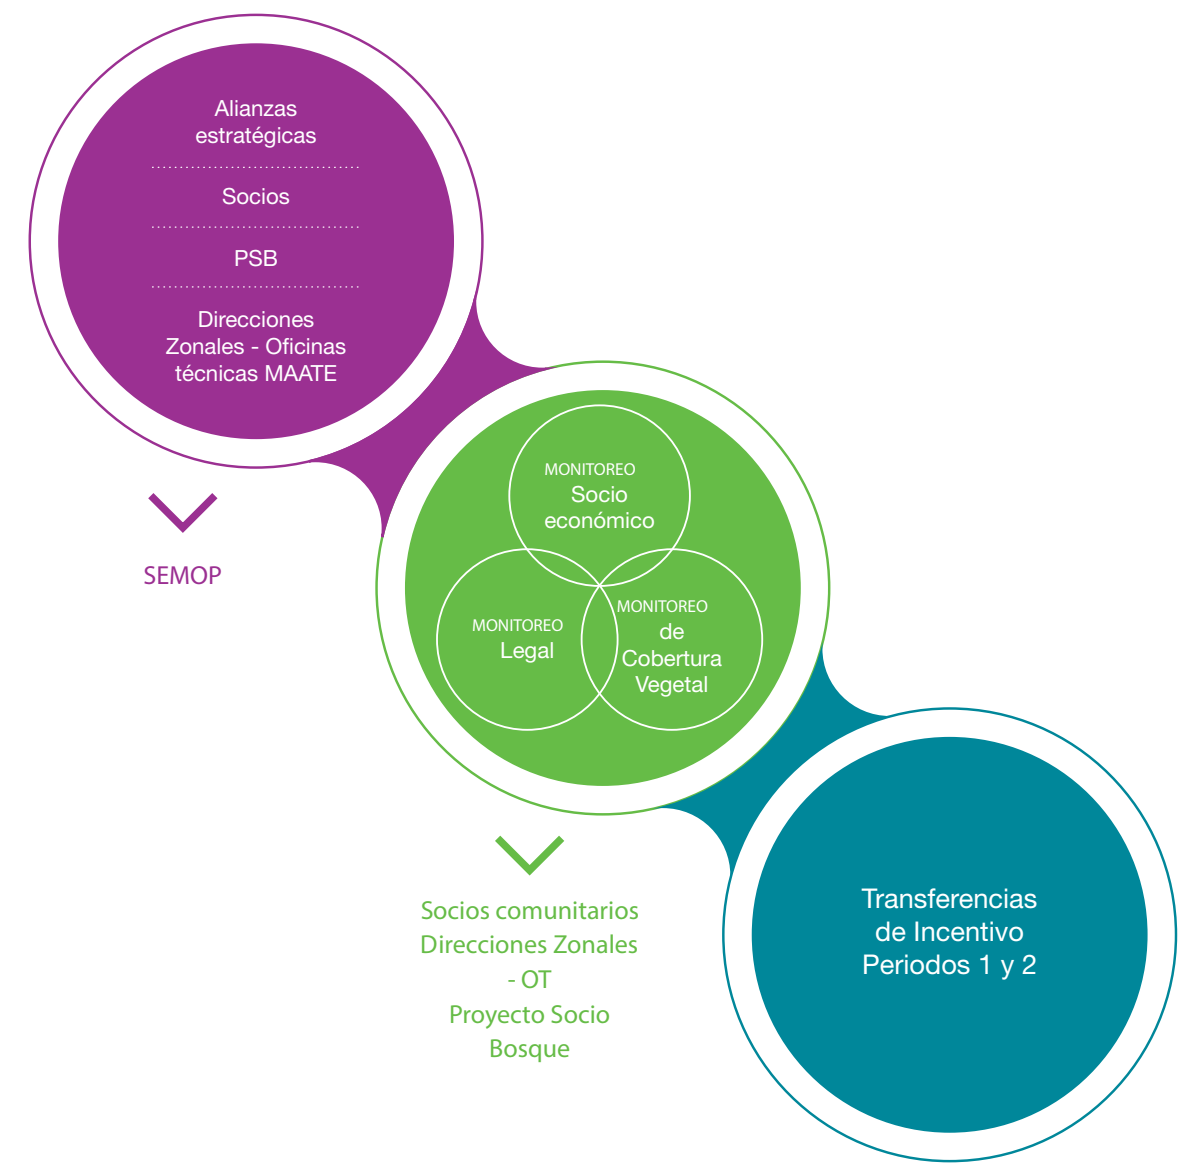 Alianzas
estratégicas
Socios
PSB
Direcciones
Zonales - Oficinas
técnicas MAATE
SEMOP
MONITOREO
Socio
económico
MONITOREO
Legal
MONITOREO
de
Cobertura
Vegetal
Socios comunitarios
Direcciones Zonales
- OT
Proyecto Socio
Bosque
Transferencias
de Incentivo
Periodos 1 y 2